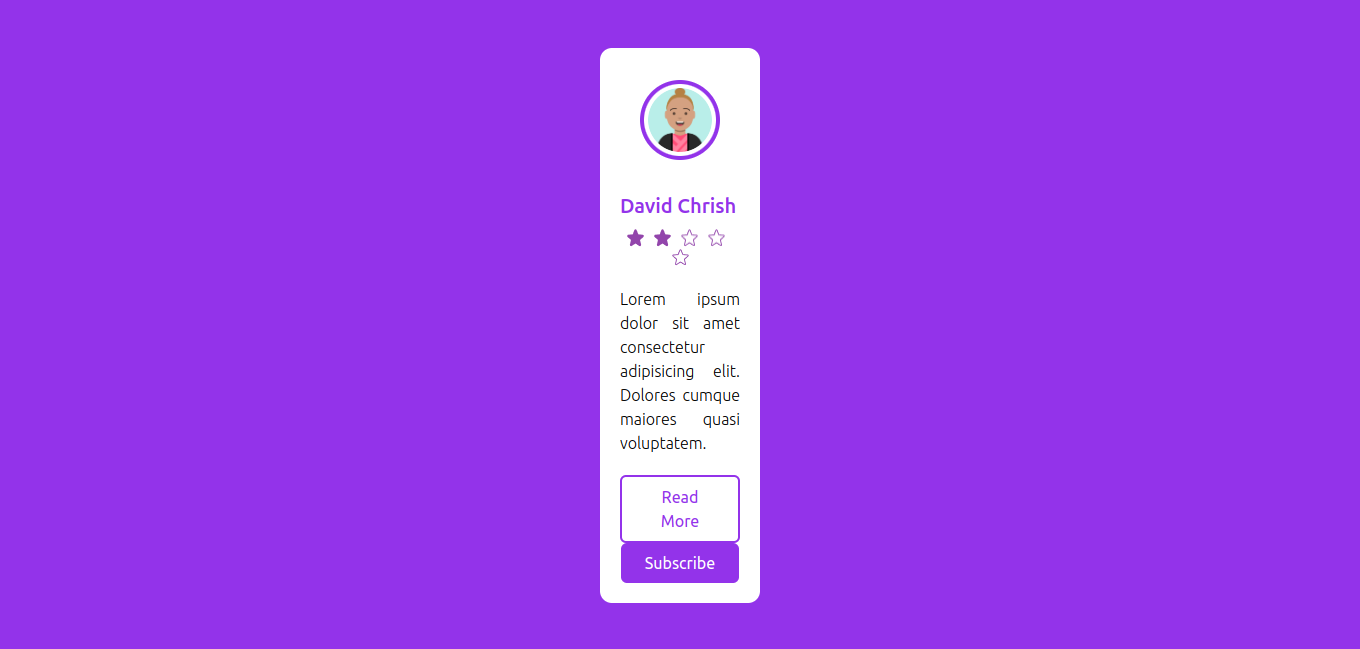 David Chrish
Lorem ipsum
dolor sit amet
consectetur
adipisicing elit.
Dolores cumque
maiores quasi
voluptatem.
Read
More
Subscribe